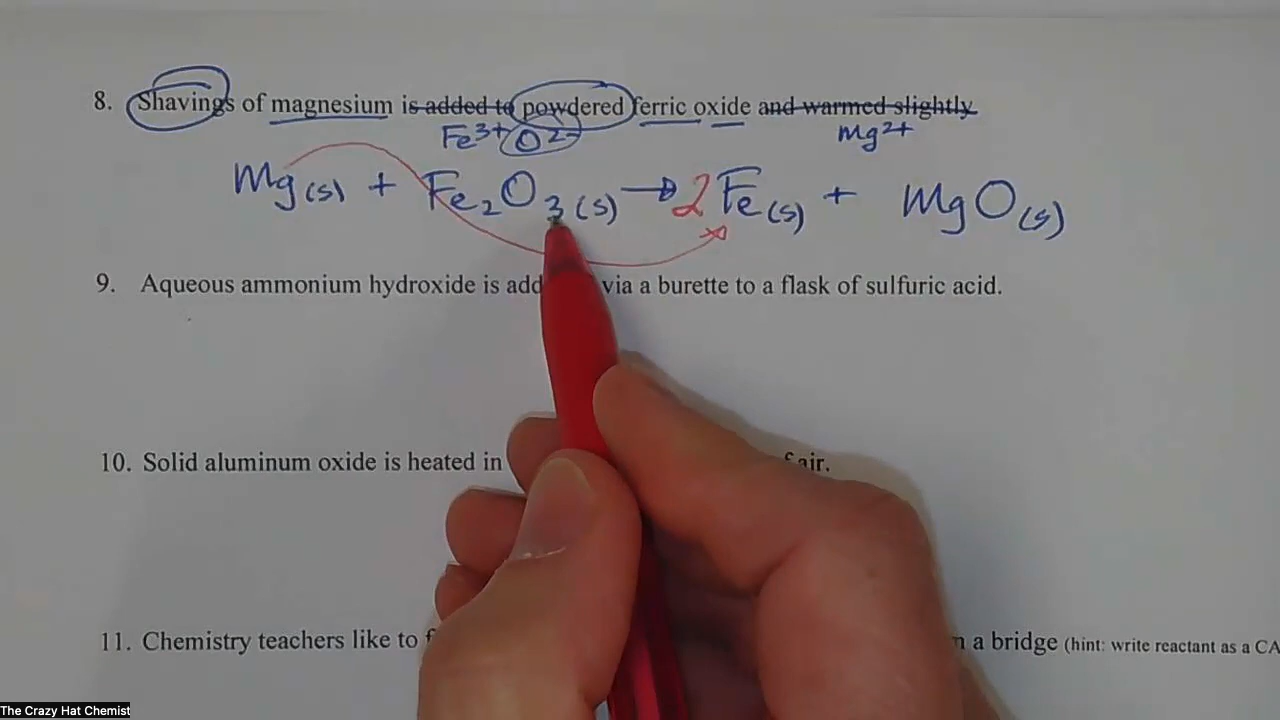 8. Shavings of magnesium is added to powdered ferric oxide and warmed slightly
Fe3+ O2- Mg2+
Mg(s) + Fe2O3(s) → 2Fe(s) + MgO(s)
9. Aqueous ammonium hydroxide is add via a burette to a flask of sulfuric acid.
10. Solid aluminum oxide is heated in air.
11. Chemistry teachers like to a bridge (hint: write reactant as a CA
The Crazy Hat Chemist